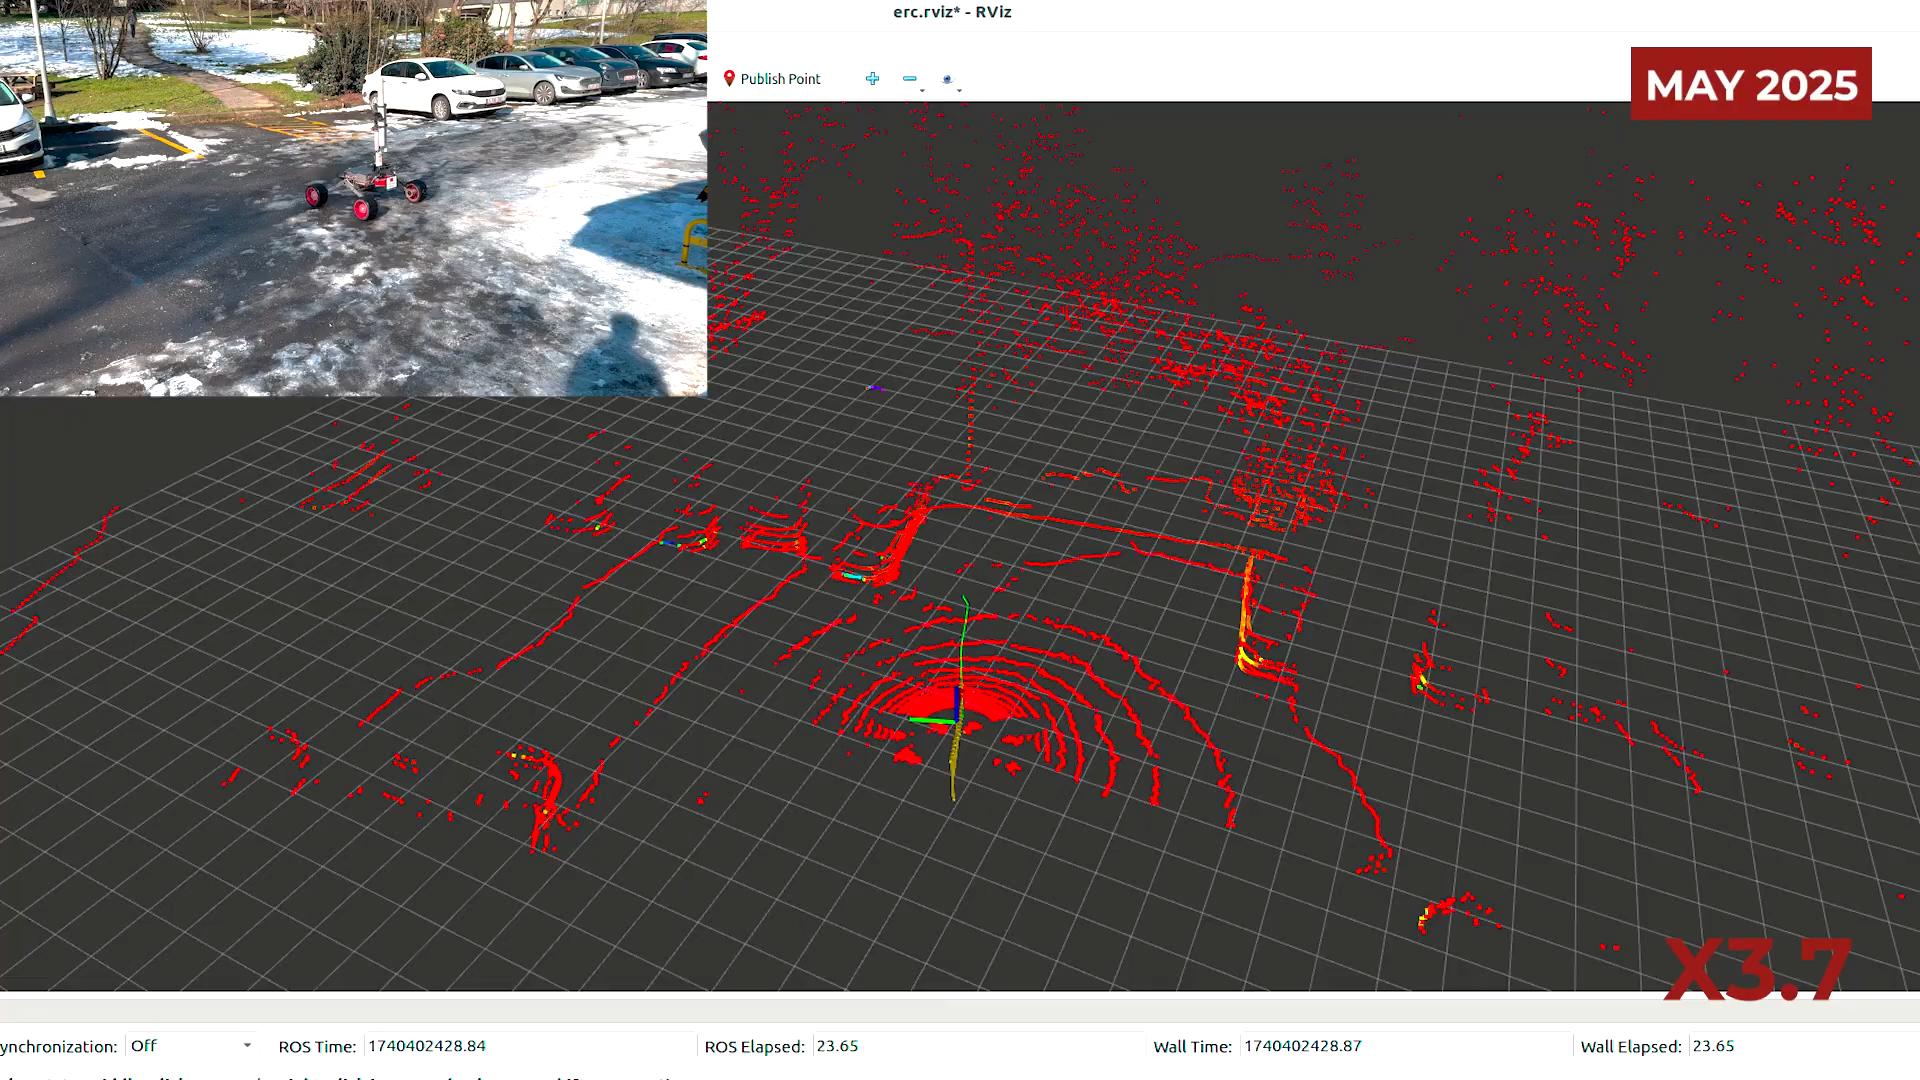 erc.rviz* - RViz
Publish Point
MAY 2025
X3.7
ynchronization: Off ROS Time: 1740402428.84 ROS Elapsed: 23.65 Wall Time: 1740402428.87 Wall Elapsed: 23.65